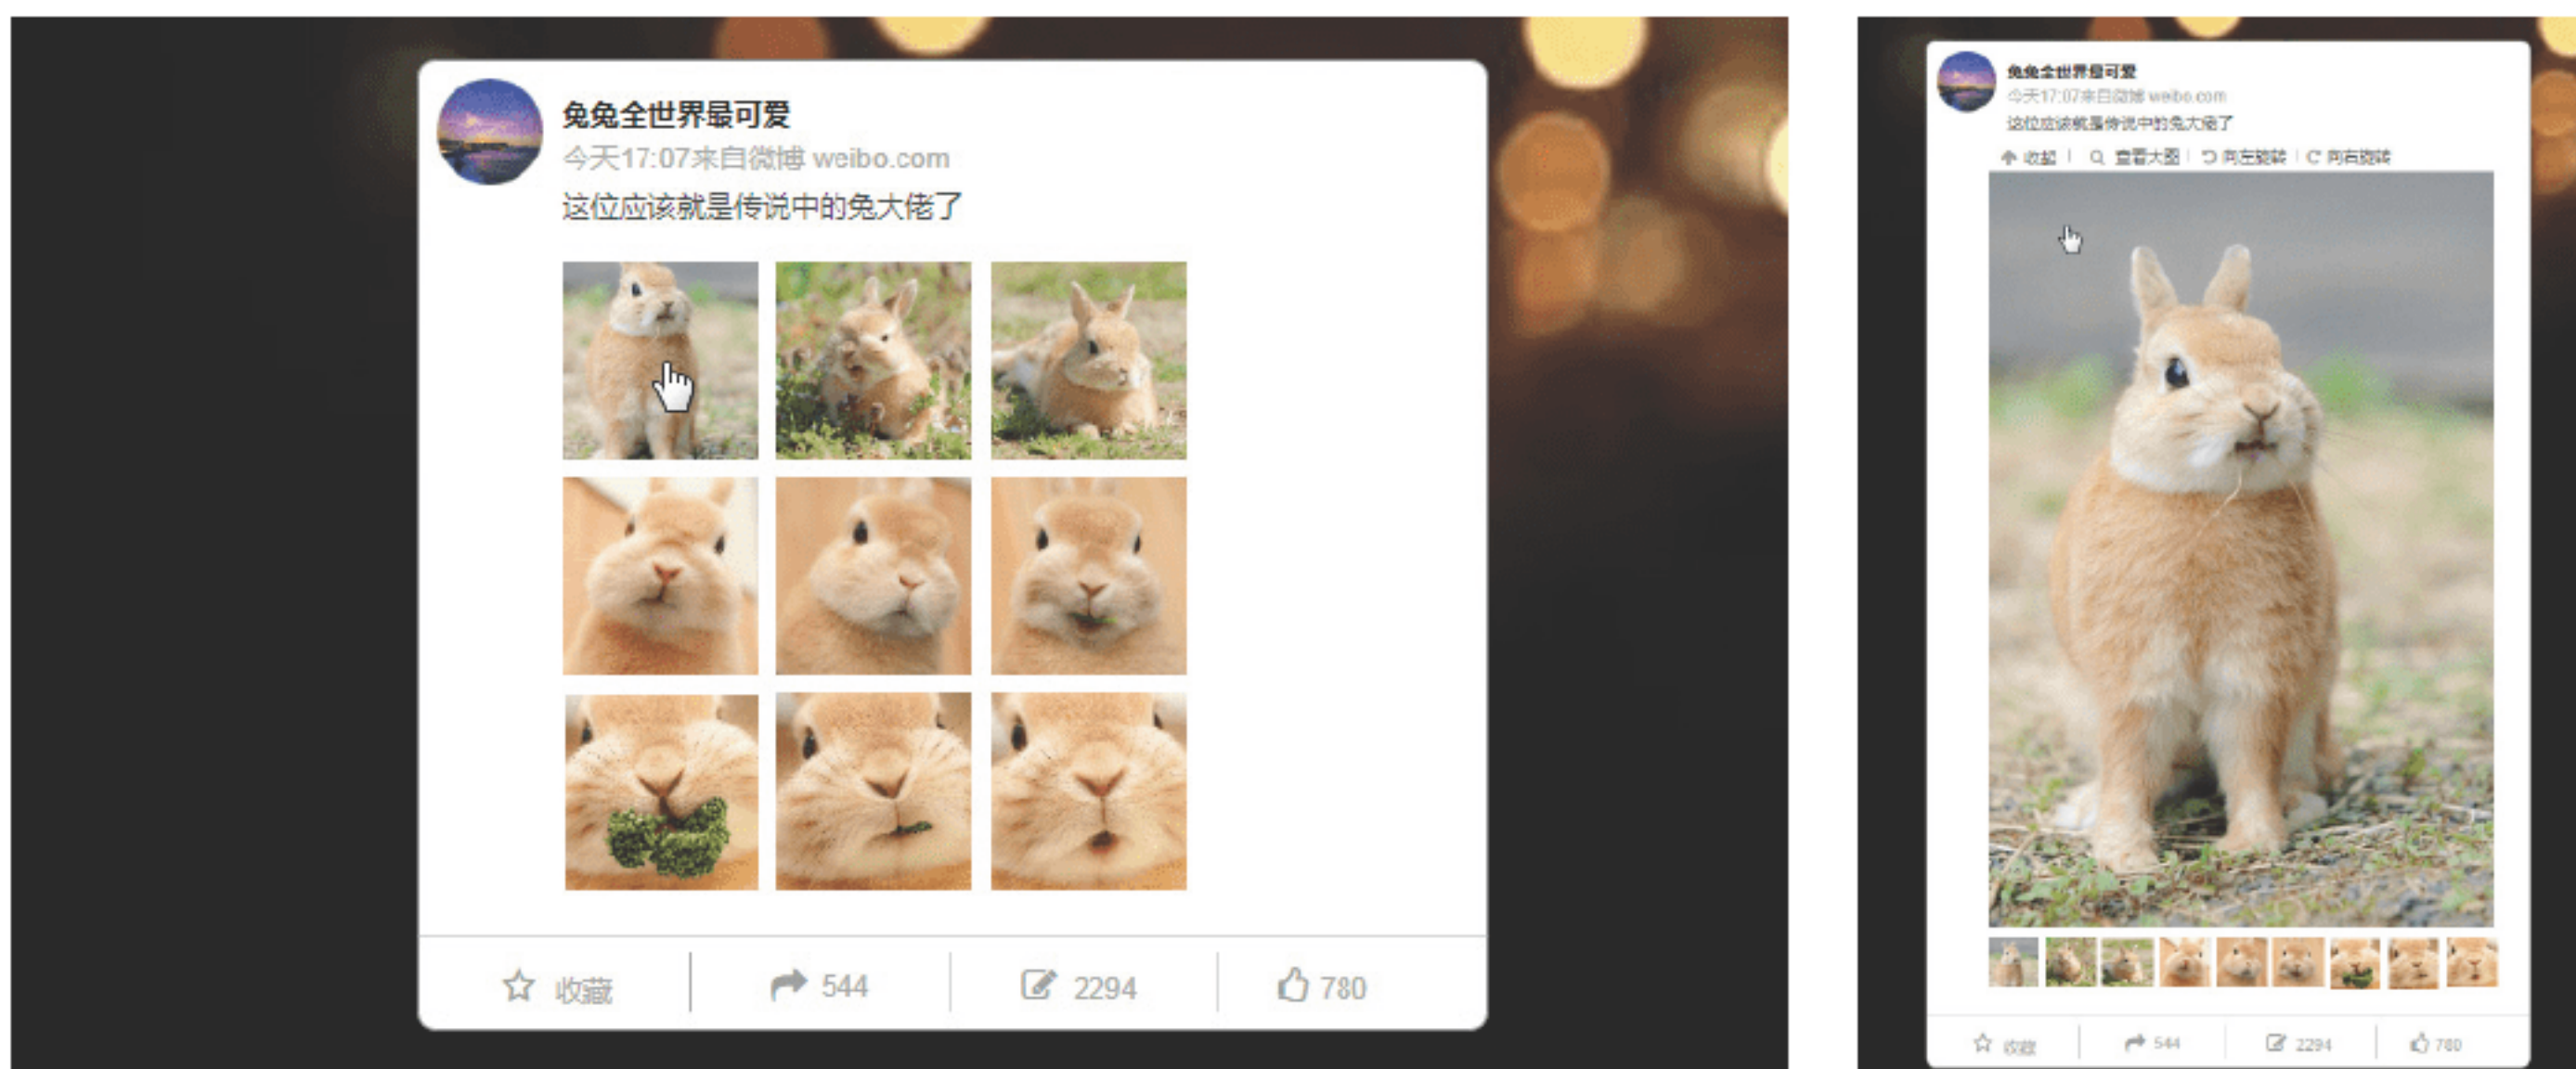 兔兔全世界最可爱
今天17:07来自微博 weibo.com
这位应该就是传说中的兔大佬了
收藏
544
2294
780
兔兔全世界最可爱
今天17:07来自微博 weibo.com
这位应该就是传说中的兔大佬了
收起 查看大图 向左旋转 向右旋转
收藏
544
2294
780